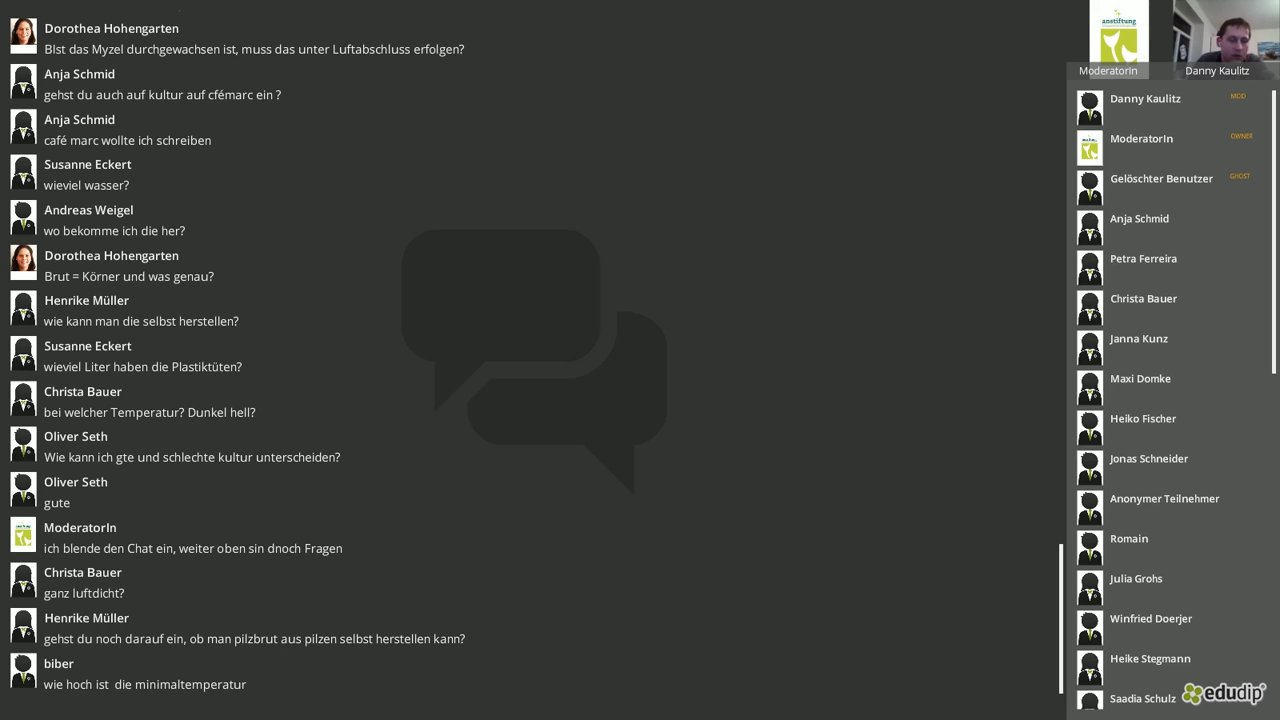 Dorothea Hohengarten
BIst das Myzel durchgewachsen ist, muss das unter Luftabschluss erfolgen?
Anja Schmid
gehst du auch auf kultur auf cfémarc ein ?
Anja Schmid
café marc wollte ich schreiben
Susanne Eckert
wieviel wasser?
Andreas Weigel
wo bekomme ich die her?
Dorothea Hohengarten
Brut = Körner und was genau?
Henrike Müller
wie kann man die selbst herstellen?
Susanne Eckert
wieviel Liter haben die Plastiktüten?
Christa Bauer
bei welcher Temperatur? Dunkel hell?
Oliver Seth
Wie kann ich gte und schlechte kultur unterscheiden?
Oliver Seth
gute
ModeratorIn
ich blende den Chat ein, weiter oben sin dnoch Fragen
Christa Bauer
ganz luftdicht?
Henrike Müller
gehst du noch darauf ein, ob man pilzbrut aus pilzen selbst herstellen kann?
biber
wie hoch ist die minimaltemperatur
anstiftung
ModeratorIn
Danny Kaulitz
Danny Kaulitz MOD
ModeratorIn OWNER
Gelöschter Benutzer GHOST
Anja Schmid
Petra Ferreira
Christa Bauer
Janna Kunz
Maxi Domke
Heiko Fischer
Jonas Schneider
Anonymer Teilnehmer
Romain
Julia Grohs
Winfried Doerjer
Heike Stegmann
Saadia Schulz
edudip